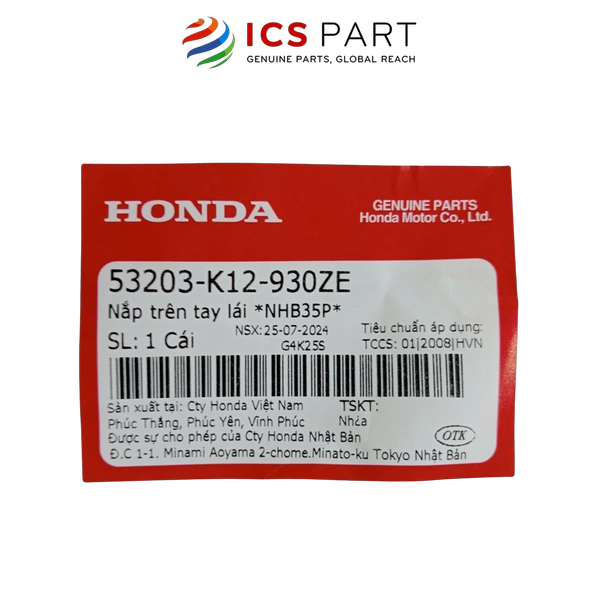 ICS PART
GENUINE PARTS, GLOBAL REACH
HONDA
GENUINE PARTS
Honda Motor Co., Ltd.
53203-K12-930ZE
Nắp trên tay lái *NHB35P*
SL: 1 Cái
NSX:25-07-2024
G4K25S
Tiêu chuẩn áp dụng:
TCCS: 01|2008|HVN
Sản xuất tại: Cty Honda Việt Nam
TSKT:
Phúc Thắng, Phúc Yên, Vĩnh Phúc
Nhựa
Được sự cho phép của Cty Honda Nhật Bản
OTK
Đ.C 1-1. Minami Aoyama 2-chome.Minato-ku Tokyo Nhật Bản